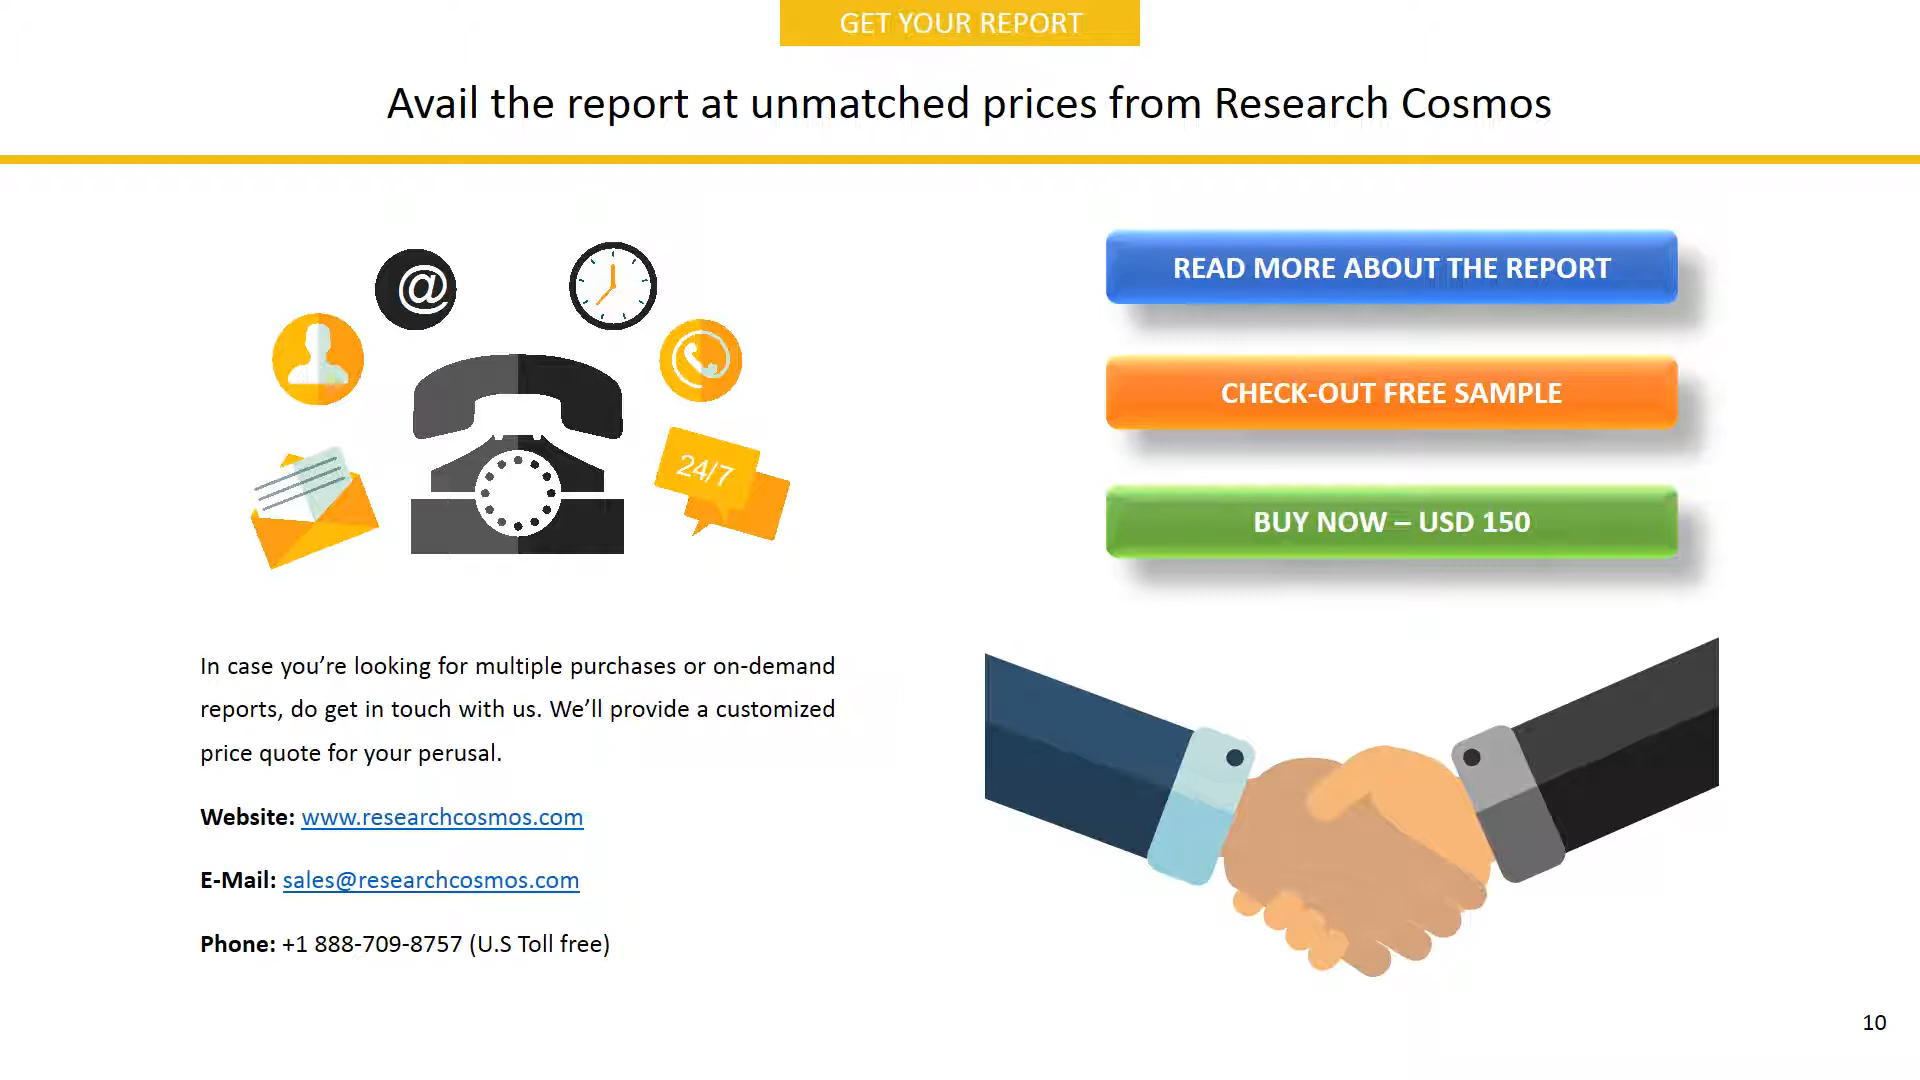 GET YOUR REPORT
Avail the report at unmatched prices from Research Cosmos
@
24/7
READ MORE ABOUT THE REPORT
CHECK-OUT FREE SAMPLE
BUY NOW – USD 150
In case you’re looking for multiple purchases or on-demand
reports, do get in touch with us. We’ll provide a customized
price quote for your perusal.
Website: www.researchcosmos.com
E-Mail: sales@researchcosmos.com
Phone: +1 888-709-8757 (U.S Toll free)
10